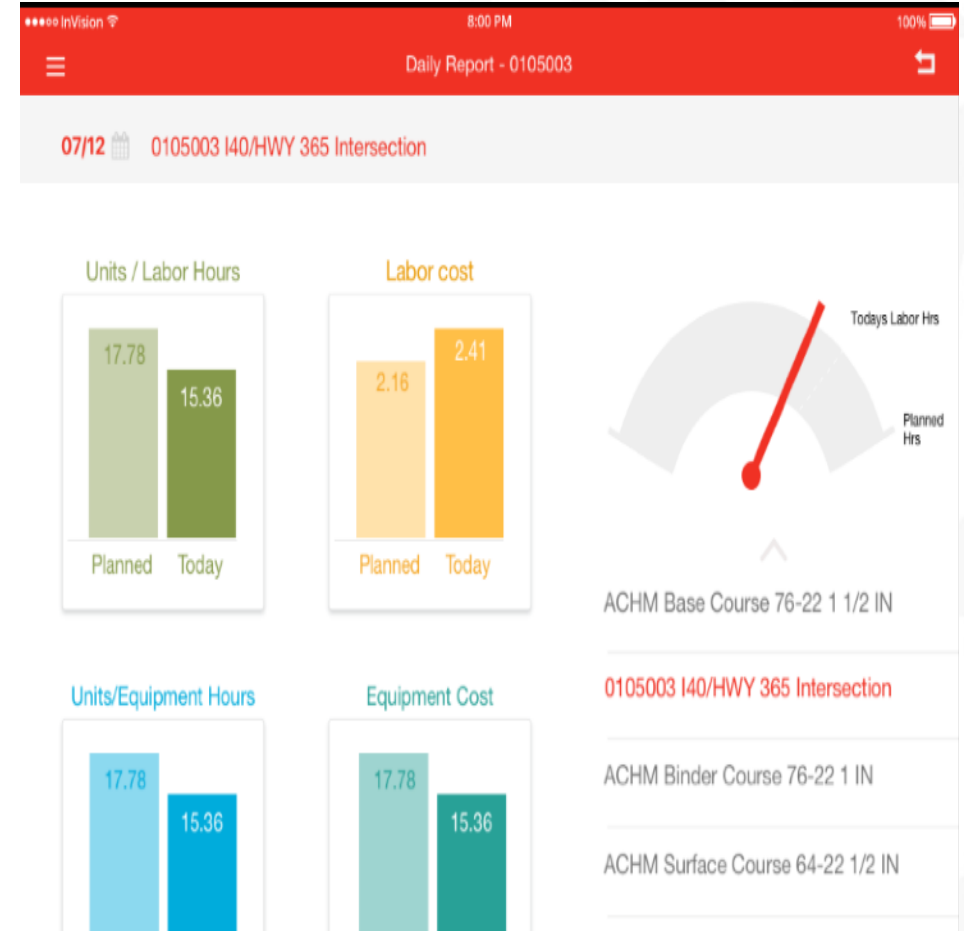 InVision
8:00 PM
100%
Daily Report - 0105003
07/12
0105003 I40/HWY 365 Intersection
Units / Labor Hours
17.78
15.36
Planned
Today
Labor cost
2.16
2.41
Planned
Today
Todays Labor Hrs
Planned
Hrs
Units/Equipment Hours
17.78
15.36
Equipment Cost
17.78
15.36
ACHM Base Course 76-22 1 1/2 IN
0105003 I40/HWY 365 Intersection
ACHM Binder Course 76-22 1 IN
ACHM Surface Course 64-22 1/2 IN